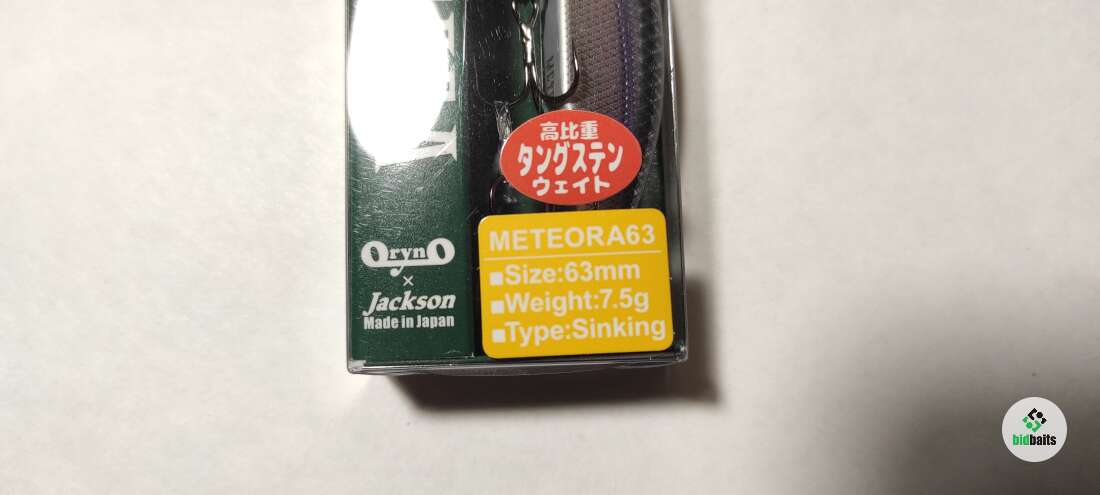 高比重
タングステン
ウェイト
METEORA63
■Size:63mm
■Weight:7.5g
■Type:Sinking
OrynO
×
Jackson
Made in Japan
bidbaits